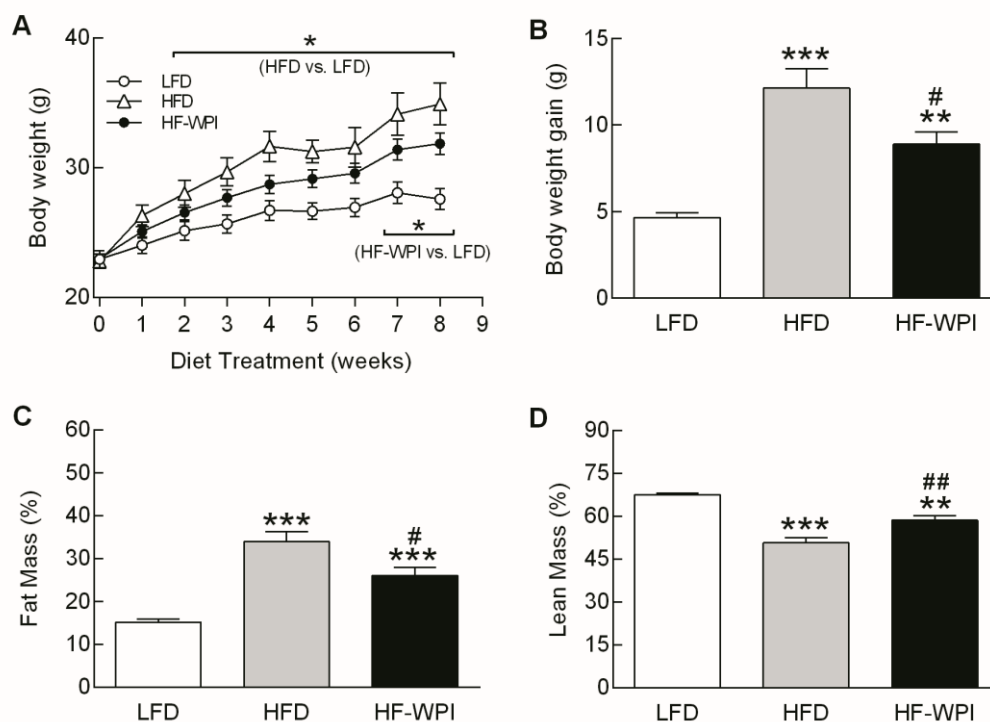 A
Body weight (g)
40
30
20
*
(HFD vs. LFD)
LFD
HFD
HF-WPI
*
(HF-WPI vs. LFD)
0 1 2 3 4 5 6 7 8 9
Diet Treatment (weeks)
B
Body weight gain (g)
15
10
5
0
***
#
**
LFD HFD HF-WPI
C
Fat Mass (%)
60
50
40
30
20
10
0
***
#
***
LFD HFD HF-WPI
D
Lean Mass (%)
90
75
60
45
30
15
0
***
##
**
LFD HFD HF-WPI